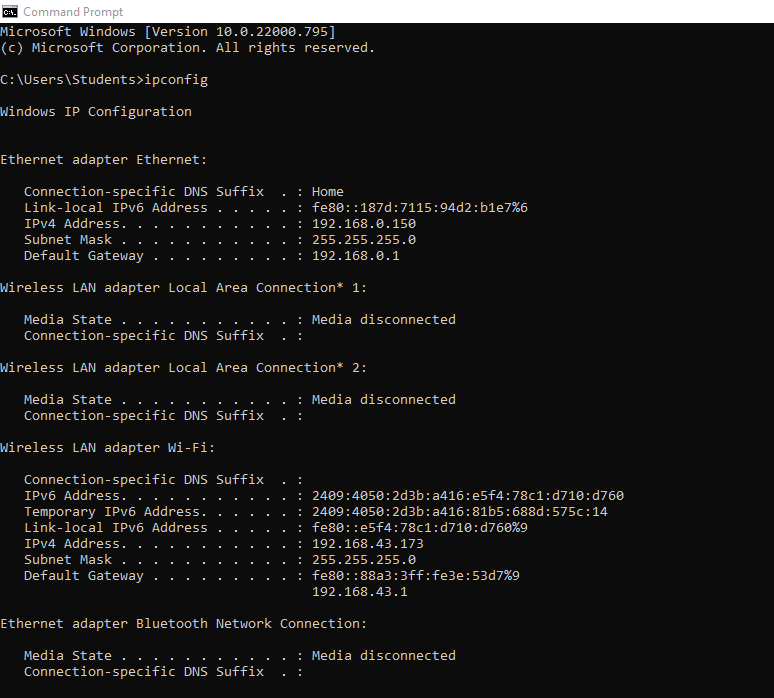 Command Prompt
Microsoft Windows [Version 10.0.22000.795]
(c) Microsoft Corporation. All rights reserved.
C:\Users\Students>ipconfig
Windows IP Configuration
Ethernet adapter Ethernet:
   Connection-specific DNS Suffix  . : Home
   Link-local IPv6 Address . . . . . : fe80::187d:7115:94d2:b1e7%6
   IPv4 Address. . . . . . . . . . . : 192.168.0.150
   Subnet Mask . . . . . . . . . . . : 255.255.255.0
   Default Gateway . . . . . . . . . : 192.168.0.1
Wireless LAN adapter Local Area Connection* 1:
   Media State . . . . . . . . . . . : Media disconnected
   Connection-specific DNS Suffix  . :
Wireless LAN adapter Local Area Connection* 2:
   Media State . . . . . . . . . . . : Media disconnected
   Connection-specific DNS Suffix  . :
Wireless LAN adapter Wi-Fi:
   Connection-specific DNS Suffix  . :
   IPv6 Address. . . . . . . . . . . : 2409:4050:2d3b:a416:e5f4:78c1:d710:d760
   Temporary IPv6 Address. . . . . . : 2409:4050:2d3b:a416:81b5:688d:575c:14
   Link-local IPv6 Address . . . . . : fe80::e5f4:78c1:d710:d760%9
   IPv4 Address. . . . . . . . . . . : 192.168.43.173
   Subnet Mask . . . . . . . . . . . : 255.255.255.0
   Default Gateway . . . . . . . . . : fe80::88a3:3ff:fe3e:53d7%9
                                       192.168.43.1
Ethernet adapter Bluetooth Network Connection:
   Media State . . . . . . . . . . . : Media disconnected
   Connection-specific DNS Suffix  . :